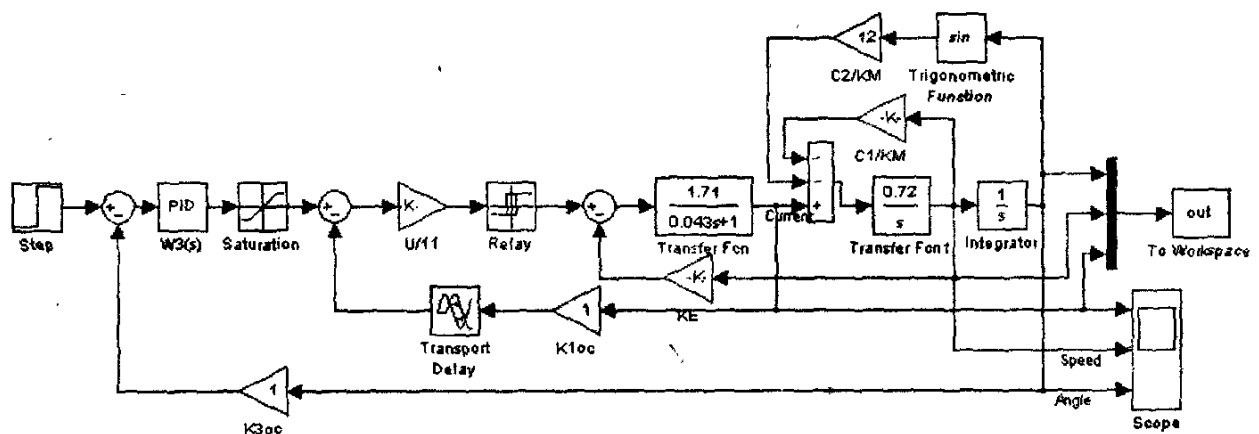 12
sin
C2/KM
Trigonometric
Function
-K-
C1/KM
Step
PID
W3(s)
Saturation
K-
U/11
Relay
1.71
0.043s+1
Transfer Fcn
Current
0.72
s
Transfer Fcn1
1
s
Integrator
out
To Workspace
-K-
KE
Transport
Delay
1
K1oc
Speed
1
K3oc
Angle
Scope